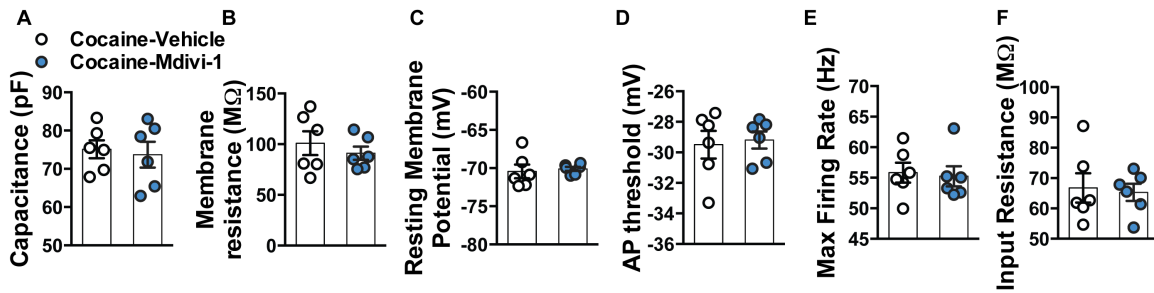 A
B
C
D
E
F
Cocaine-Vehicle
Cocaine-Mdivi-1
Capacitance (pF)
90
80
70
60
50
Membrane
resistance (MΩ)
150
100
50
0
Resting Membrane
Potential (mV)
-60
-65
-70
-75
-80
AP threshold (mV)
-26
-28
-30
-32
-34
-36
Max Firing Rate (Hz)
70
65
60
55
50
45
Input Resistance (MΩ)
100
90
80
70
60
50